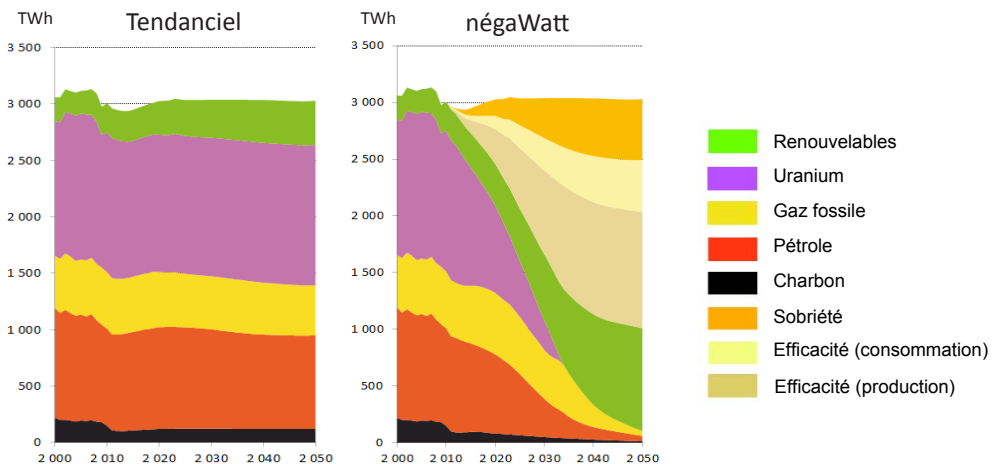 TWh
Tendanciel
3 500
3 000
2 500
2 000
1 500
1 000
500
0
2 000
2 010
2 020
2 030
2 040
2 050
TWh
négaWatt
3 500
3 000
2 500
2 000
1 500
1 000
500
0
2 000
2 010
2 020
2 030
2 040
2 050
Renouvelables
Uranium
Gaz fossile
Pétrole
Charbon
Sobriété
Efficacité (consommation)
Efficacité (production)